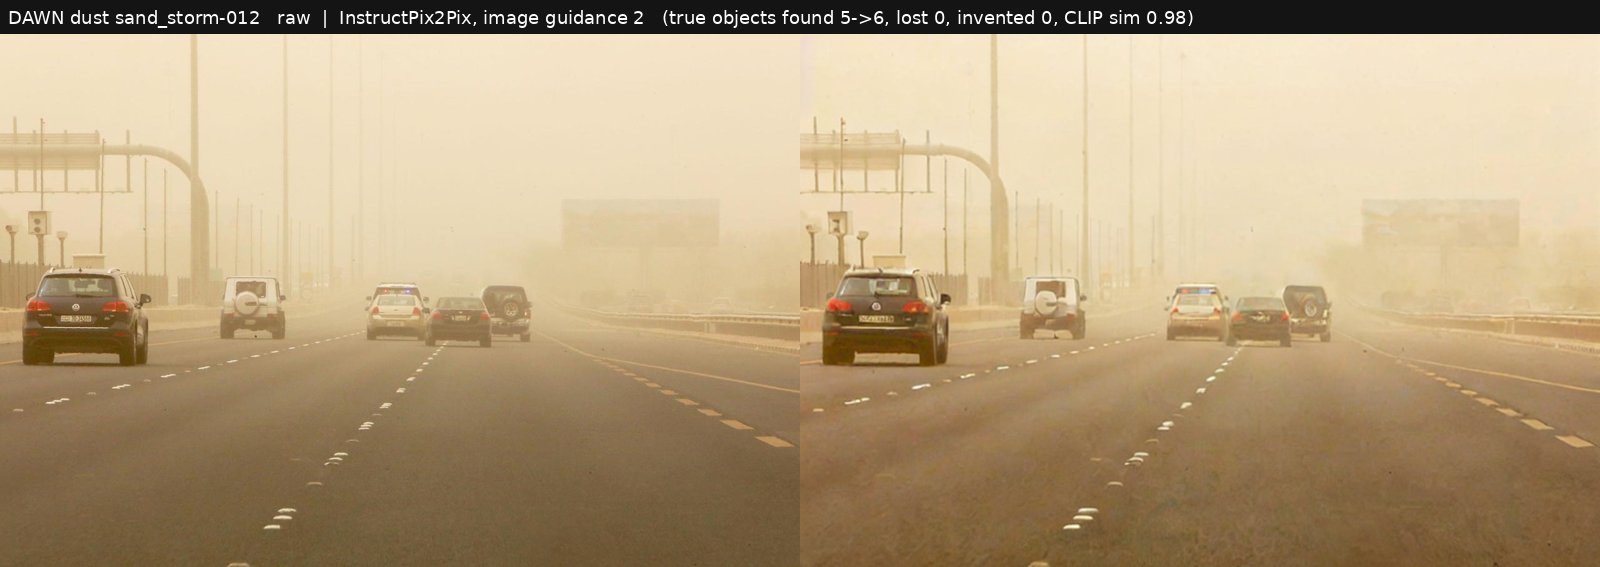 DAWN dust sand_storm-012 raw | InstructPix2Pix, image guidance 2 (true objects found 5->6, lost 0, invented 0, CLIP sim 0.98)